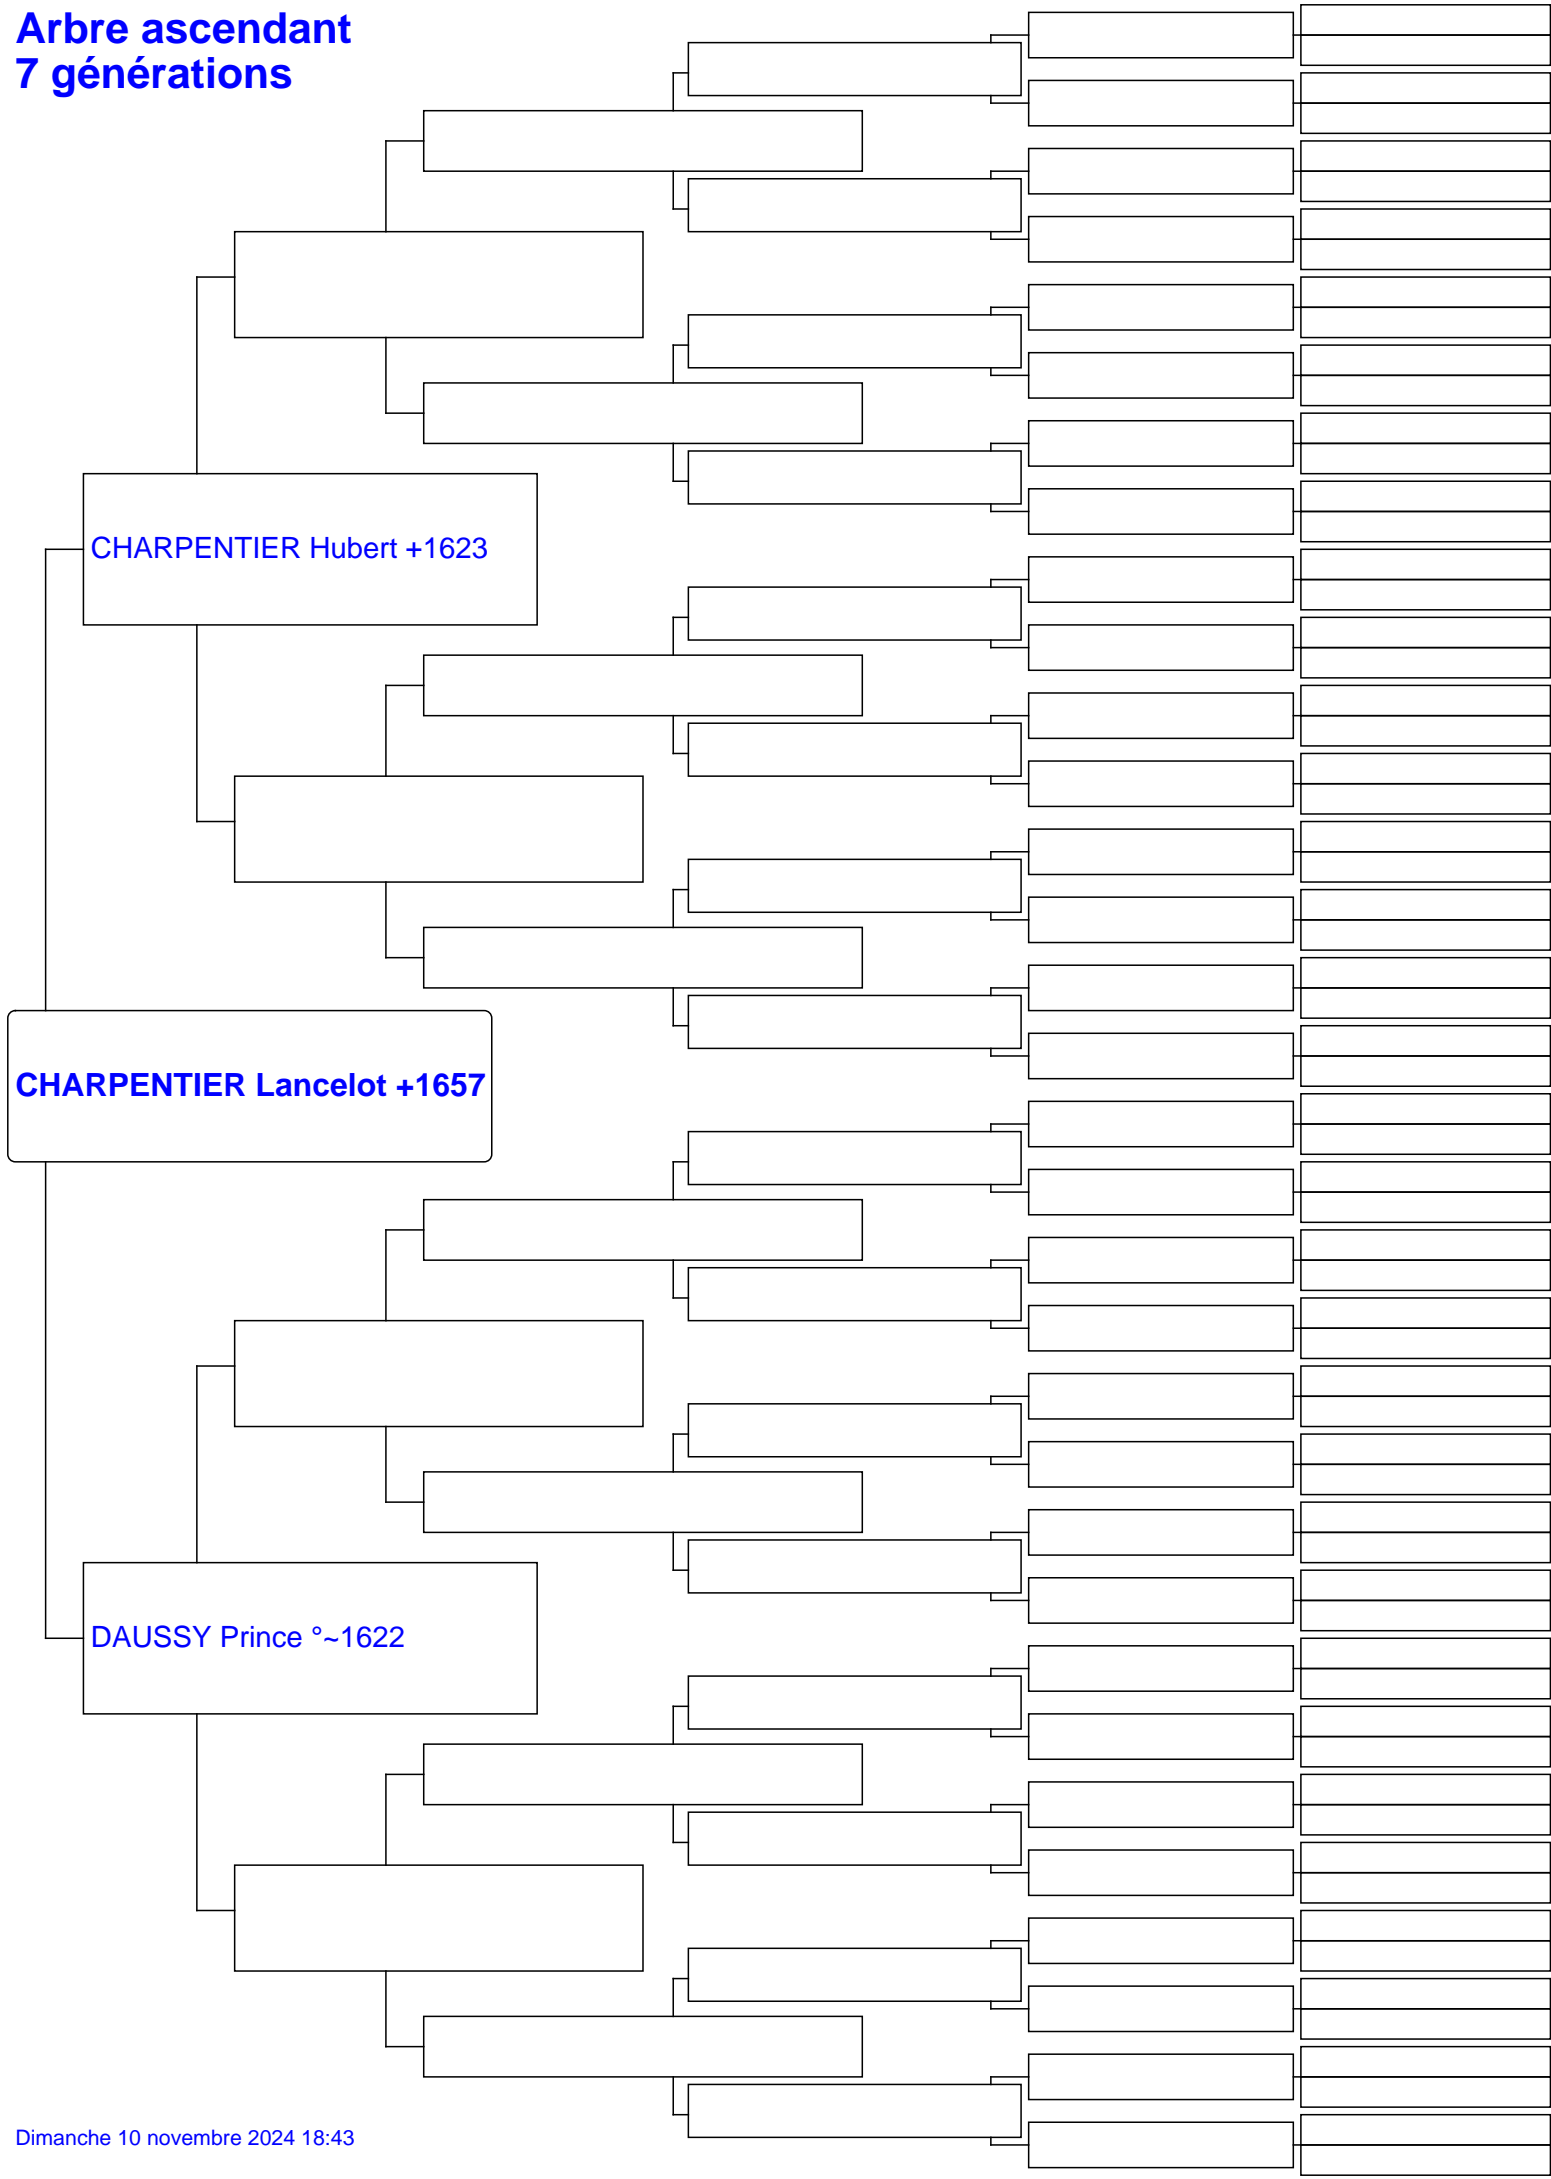 Arbre ascendant
7 générations
CHARPENTIER Hubert +1623
CHARPENTIER Lancelot +1657
DAUSSY Prince °~1622
Dimanche 10 novembre 2024 18:43